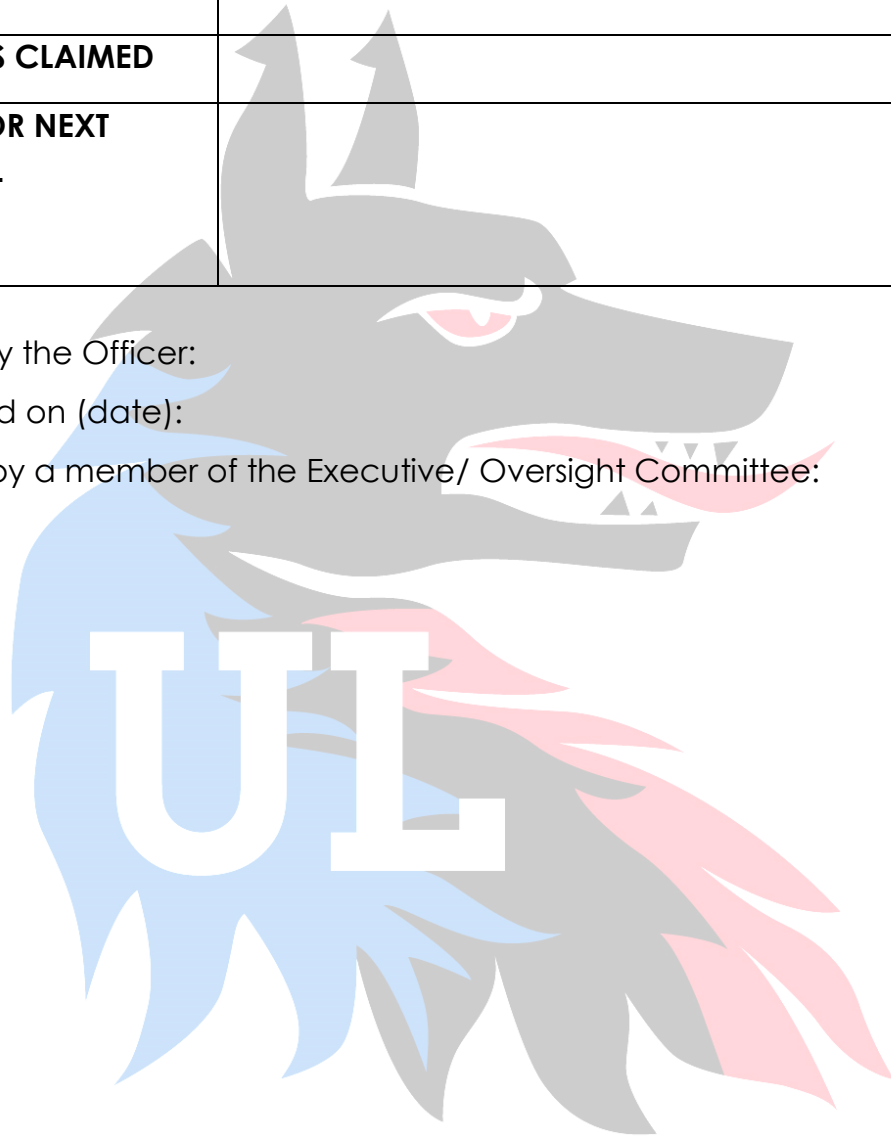 S CLAIMED
OR NEXT
y the Officer:
d on (date):
by a member of the Executive/ Oversight Committee:
UL